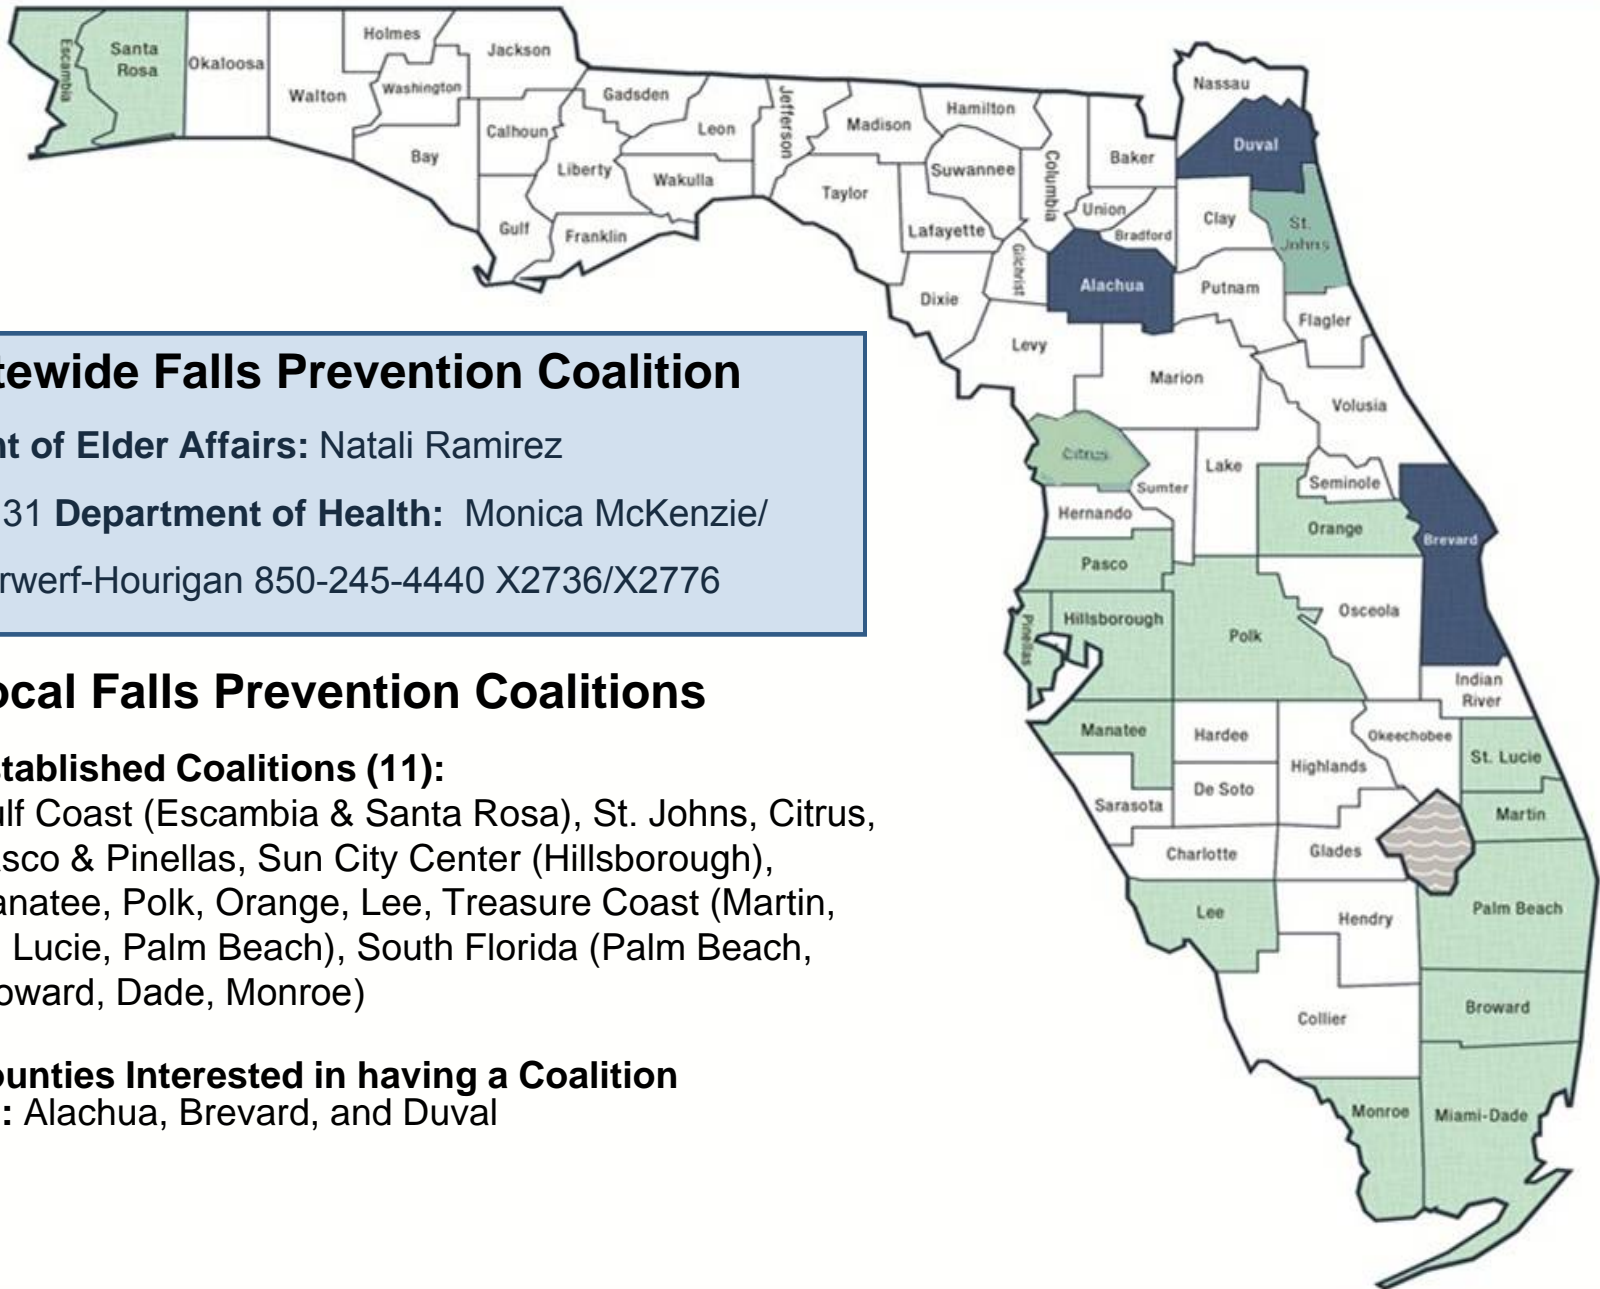 tewide Falls Prevention Coalition
nt of Elder Affairs: Natali Ramirez
31 Department of Health: Monica McKenzie/
rwerf-Hourigan 850-245-4440 X2736/X2776
ocal Falls Prevention Coalitions
stablished Coalitions (11):
ulf Coast (Escambia & Santa Rosa), St. Johns, Citrus,
asco & Pinellas, Sun City Center (Hillsborough),
anatee, Polk, Orange, Lee, Treasure Coast (Martin,
Lucie, Palm Beach), South Florida (Palm Beach,
oward, Dade, Monroe)
ounties Interested in having a Coalition
: Alachua, Brevard, and Duval
Escambia
Santa
Rosa
Okaloosa
Walton
Holmes
Washington
Jackson
Bay
Calhoun
Gulf
Liberty
Franklin
Gadsden
Leon
Wakulla
Jefferson
Madison
Taylor
Hamilton
Suwannee
Lafayette
Dixie
Columbia
Gilchrist
Levy
Baker
Union
Bradford
Alachua
Nassau
Duval
Clay
St.
Johns
Putnam
Flagler
Marion
Volusia
Citrus
Sumter
Lake
Seminole
Hernando
Orange
Brevard
Pasco
Pinellas
Hillsborough
Polk
Osceola
Indian
River
Manatee
Hardee
Highlands
Okeechobee
St. Lucie
De Soto
Sarasota
Martin
Charlotte
Glades
Lee
Hendry
Palm Beach
Collier
Broward
Monroe
Miami-Dade